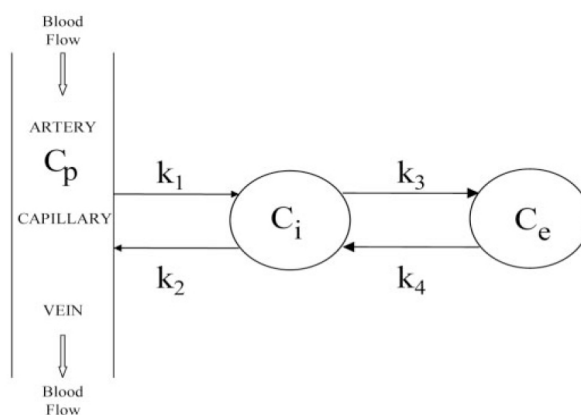 Blood
Flow
ARTERY
Cp
k1
k3
CAPILLARY
Ci
Ce
k2
k4
VEIN
Blood
Flow